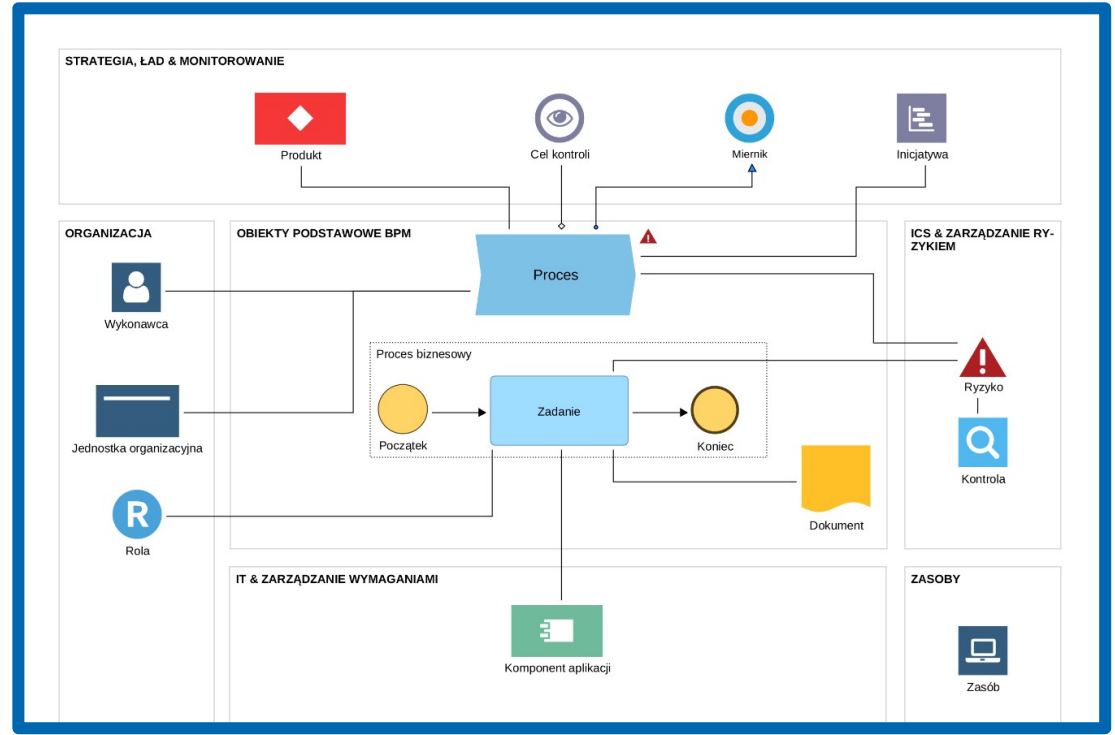 STRATEGIA, ŁAD & MONITOROWANIE
Produkt
Cel kontroli
Miernik
Inicjatywa
ORGANIZACJA
Wykonawca
Jednostka organizacyjna
R
Rola
OBIEKTY PODSTAWOWE BPM
Proces
Proces biznesowy
Początek
Zadanie
Koniec
Dokument
ICS & ZARZĄDZANIE RY-
ZYKIEM
Ryzyko
Kontrola
IT & ZARZĄDZANIE WYMAGANIAMI
Komponent aplikacji
ZASOBY
Zasób